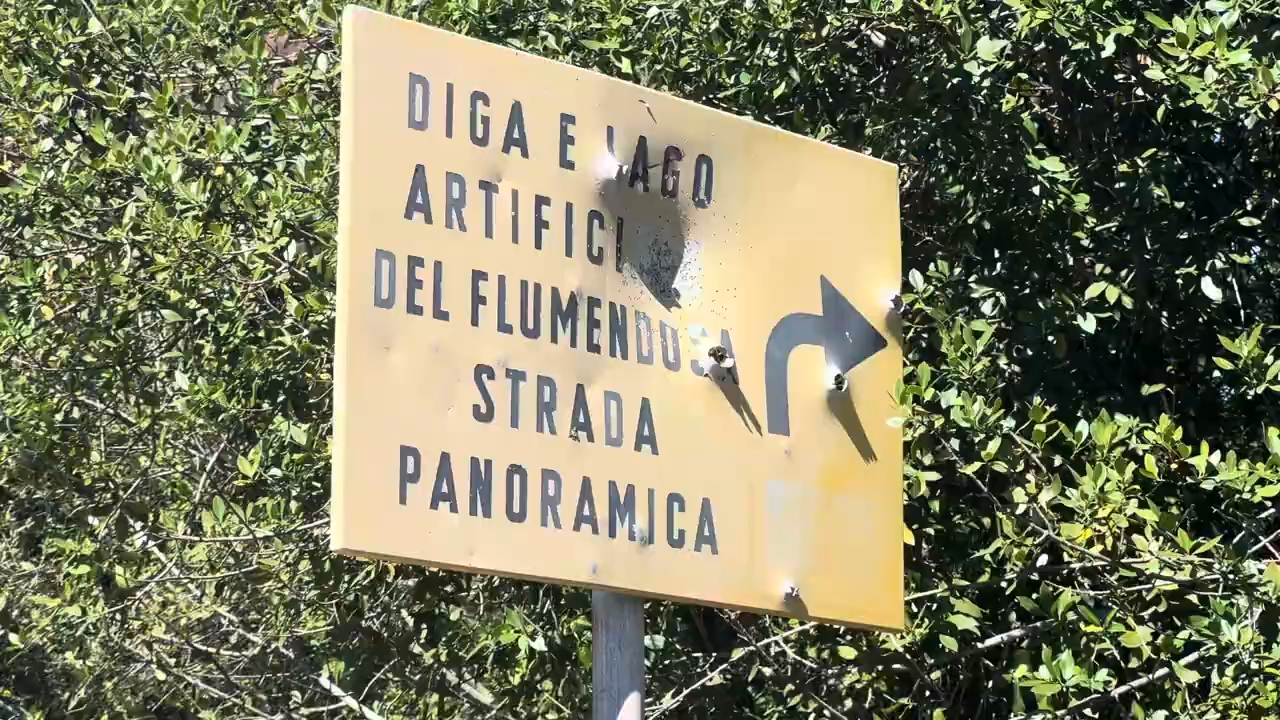 DIGA E LAGO
ARTIFICI
DEL FLUMENDOSA
STRADA
PANORAMICA